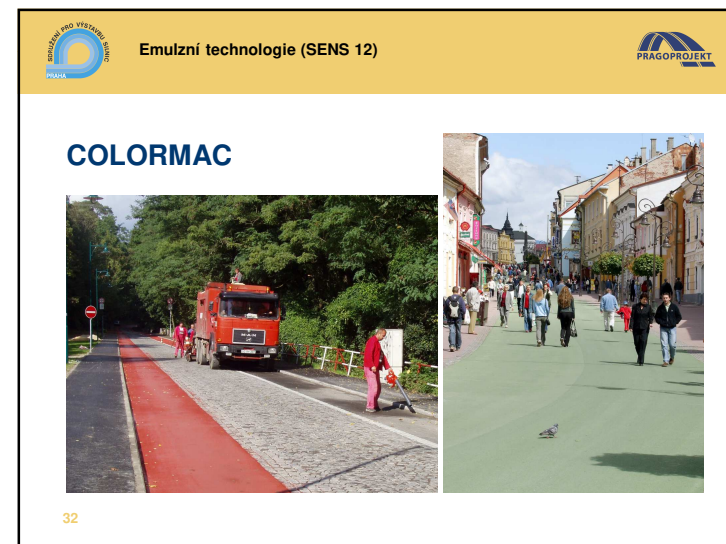 SDRUŽENÍ PRO VÝSTAVBU SILNIC
PRAHA
Emulzní technologie (SENS 12)
PRAGOPROJEKT
COLORMAC
MAN
32